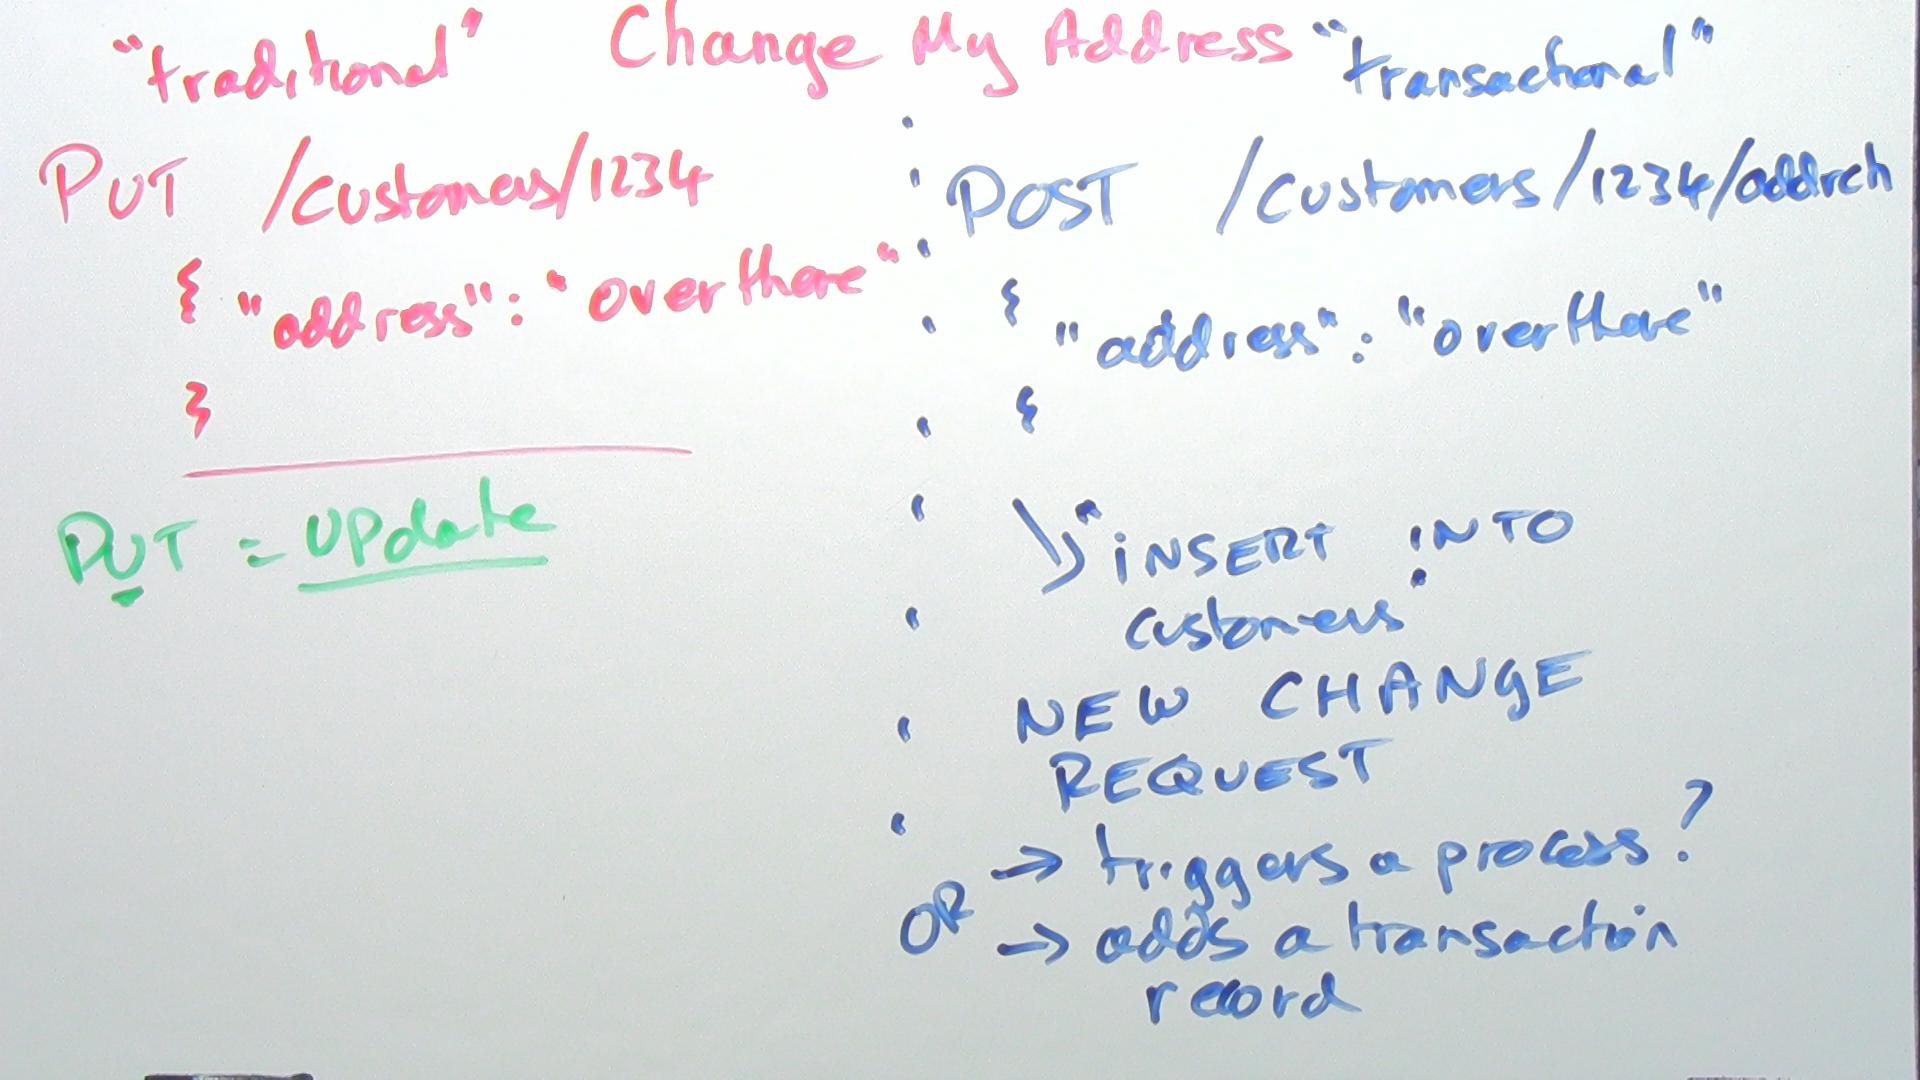 Change My Address
"traditional"
PUT /customers/1234
{ "address": "over there"
}
PUT = UPdate
"transactional"
POST /customers/1234/addrch
{
"address": "over there"
{
"iNSERT iNTO
customers"
NEW CHANGE
REQUEST
→ triggers a process?
OR → adds a transaction
record